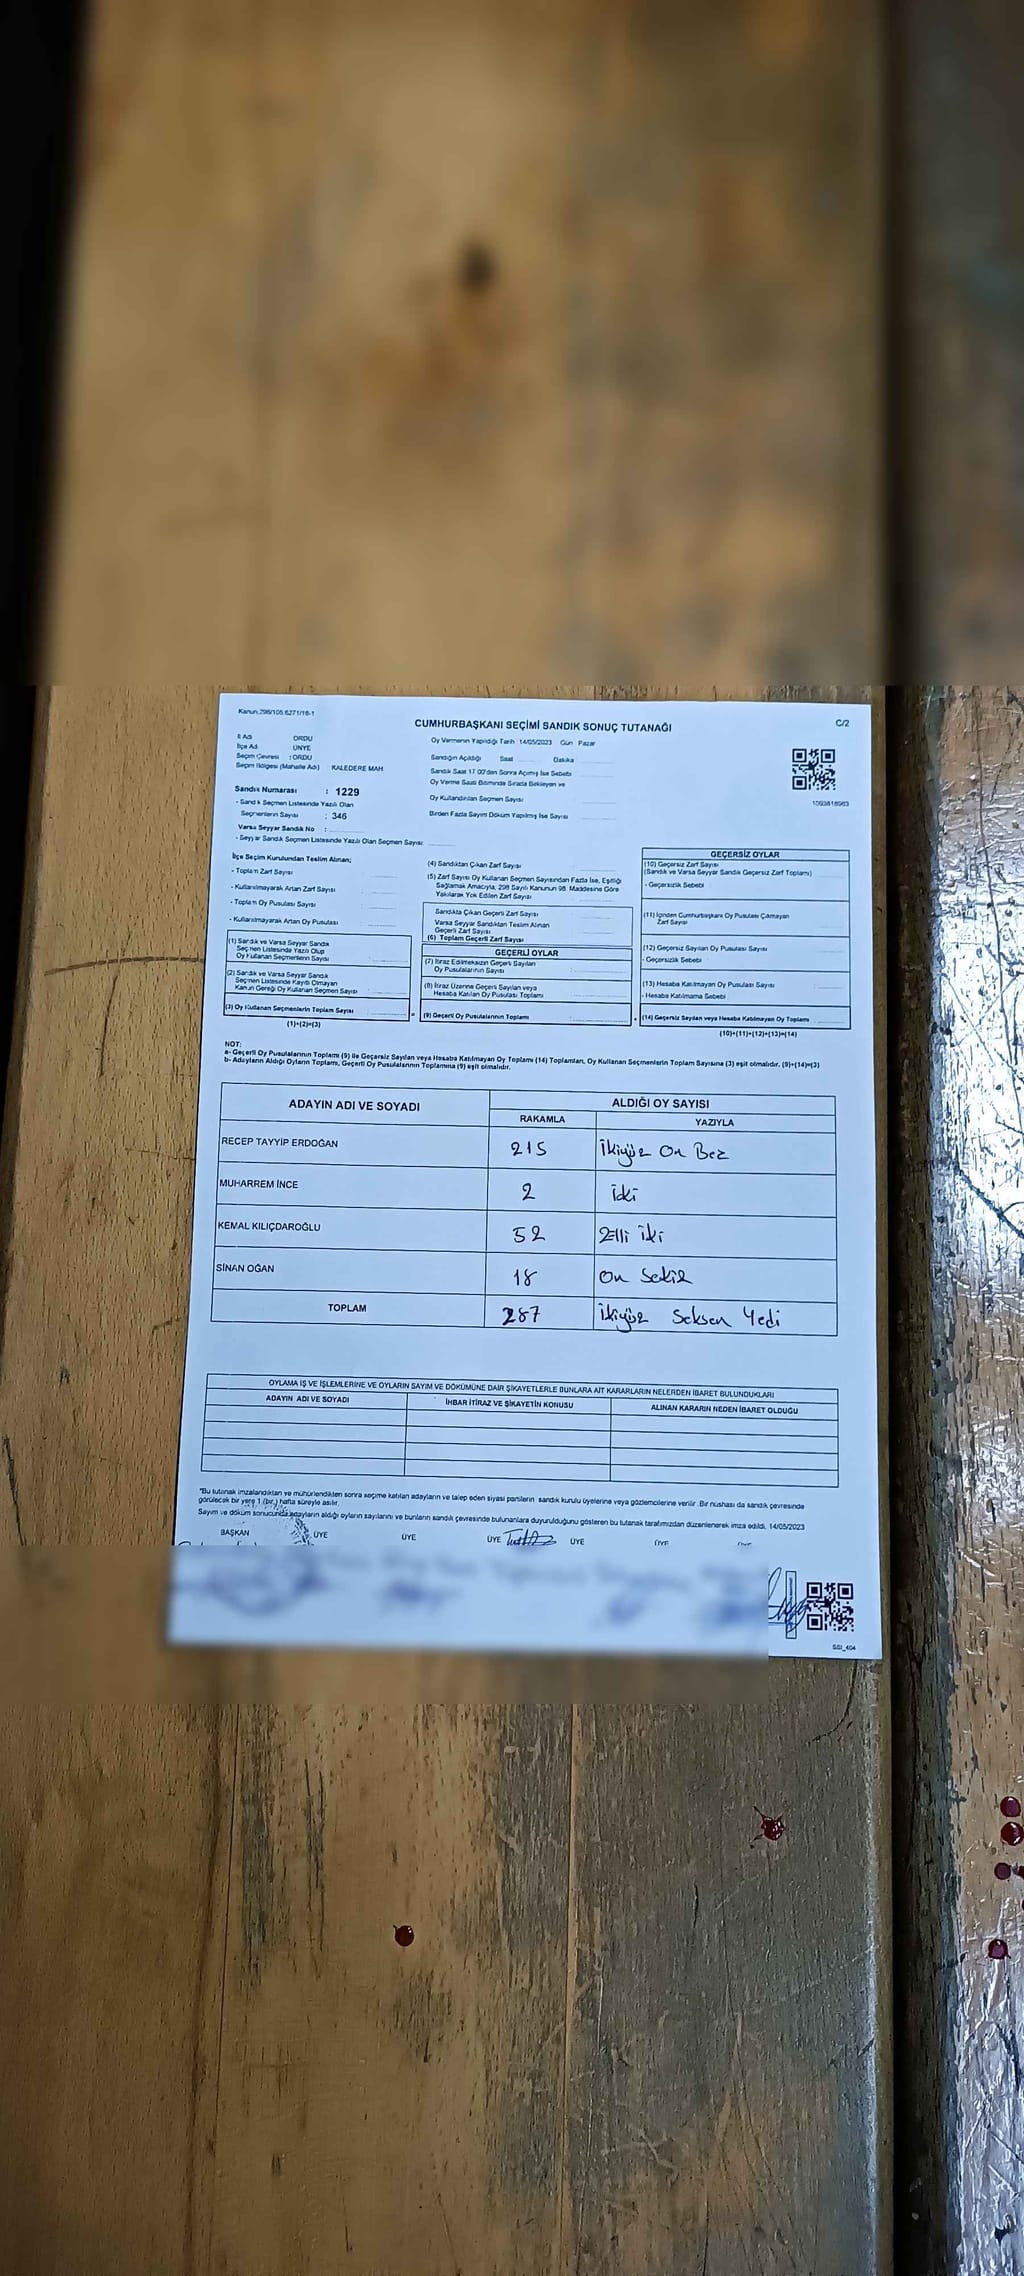 Kanun.298/105.6271/16-1
C/2
CUMHURBAŞKANI SEÇİMİ SANDIK SONUÇ TUTANAĞI
İl Adı ORDU
İlçe Adı ÜNYE
Seçim Çevresi : ORDU
Seçim Bölgesi (Mahalle Adı) KALEDERE MAH
Sandık Numarası : 1229
- Sandık Seçmen Listesinde Yazılı Olan
Seçmenlerin Sayısı : 346
Varsa Seyyar Sandık No :
- Seyyar Sandık Seçmen Listesinde Yazılı Olan Seçmen Sayısı:
Oy Vermenin Yapıldığı Tarih 14/05/2023 Gün Pazar
Sandığın Açıldığı Saat Dakika
Sandık Saat 17.00'den Sonra Açılmış İse Sebebi
Oy Verme Saati Bitiminde Sırada Bekleyen ve
Oy Kullandırılan Seçmen Sayısı
Birden Fazla Sayım Döküm Yapılmış İse Sayısı
İlçe Seçim Kurulundan Teslim Alınan;
- Toplam Zarf Sayısı
- Kullanılmayarak Artan Zarf Sayısı
- Toplam Oy Pusulası Sayısı
- Kullanılmayarak Artan Oy Pusulası
(1) Sandık ve Varsa Seyyar Sandık
Seçmen Listesinde Yazılı Olup
Oy Kullanan Seçmenlerin Sayısı
(2) Sandık ve Varsa Seyyar Sandık
Seçmen Listesinde Kaydı Olmayan
Kanun Gereği Oy Kullanan Seçmen Sayısı
(3) Oy Kullanan Seçmenlerin Toplam Sayısı
(1)+(2)=(3)
(4) Sandıktan Çıkan Zarf Sayısı
(5) Zarf Sayısı Oy Kullanan Seçmen Sayısından Fazla İse, Eşitliği
Sağlamak Amacıyla, 298 Sayılı Kanunun 98. Maddesine Göre
Yakılarak Yok Edilen Zarf Sayısı
Sandıkta Çıkan Geçerli Zarf Sayısı
Varsa Seyyar Sandıktan Teslim Alınan
Geçerli Zarf Sayısı
(6) Toplam Geçerli Zarf Sayısı
GEÇERLİ OYLAR
(7) İtiraz Edilmeksizin Geçerli Sayılan
Oy Pusulalarının Sayısı
(8) İtiraz Üzerine Geçerli Sayılan veya
Hesaba Katılan Oy Pusulası Toplamı
(9) Geçerli Oy Pusulalarının Toplamı
GEÇERSİZ OYLAR
(10) Geçersiz Zarf Sayısı
(Sandık ve Varsa Seyyar Sandık Geçersiz Zarf Toplamı)
- Geçersizlik Sebebi
(11) İçinden Cumhurbaşkanı Oy Pusulası Çıkmayan
Zarf Sayısı
(12) Geçersiz Sayılan Oy Pusulası Sayısı
- Geçersizlik Sebebi
(13) Hesaba Katılmayan Oy Pusulası Sayısı
- Hesaba Katılmama Sebebi
(14) Geçersiz Sayılan veya Hesaba Katılmayan Oy Toplamı
(10)+(11)+(12)+(13)=(14)
NOT:
a- Geçerli Oy Pusulalarının Toplamı (9) ile Geçersiz Sayılan veya Hesaba Katılmayan Oy Toplamı (14) Toplamları, Oy Kullanan Seçmenlerin Toplam Sayısına (3) eşit olmalıdır. (9)+(14)=(3)
b- Adayların Aldığı Oyların Toplamı, Geçerli Oy Pusulalarının Toplamına (9) eşit olmalıdır.
ADAYIN ADI VE SOYADI ALDIĞI OY SAYISI
RAKAMLA YAZIYLA
RECEP TAYYİP ERDOĞAN 215 İkiyüz On Beş
MUHARREM İNCE 2 iki
KEMAL KILIÇDAROĞLU 52 Elli iki
SİNAN OĞAN 18 On Sekiz
TOPLAM 287 İkiyüz Seksen Yedi
OYLAMA İŞ VE İŞLEMLERİNE VE OYLARIN SAYIM VE DÖKÜMÜNE DAİR ŞİKAYETLERLE BUNLARA AİT KARARLARIN NELERDEN İBARET BULUNDUKLARI
ADAYIN ADI VE SOYADI İHBAR İTİRAZ VE ŞİKAYETİN KONUSU ALINAN KARARIN NEDEN İBARET OLDUĞU
"Bu tutanak imzalandıktan ve mühürlendikten sonra seçime katılan adayların ve talep eden siyasi partilerin sandık kurulu üyelerine veya gözlemcilerine verilir. Bir nüshası da sandık çevresinde
görülecek bir yere 1 (bir) hafta süreyle asılır.
Sayım ve döküm sonucunda adayların aldığı oyların sayılarını ve bunların sandık çevresinde bulunanlara duyurulduğunu gösteren bu tutanak tarafımızdan düzenlenerek imza edildi. 14/05/2023
BAŞKAN ÜYE ÜYE ÜYE ÜYE
SSI_404